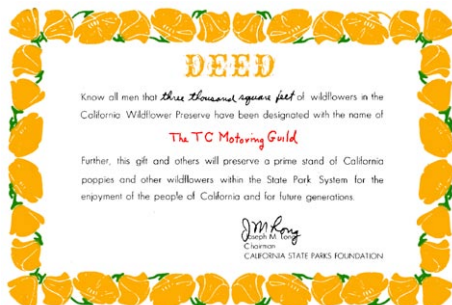 DEED
Know all men that three thousand square feet of wildflowers in the
California Wildflower Preserve have been designated with the name of
The TC Motoring Guild
Further, this gift and others will preserve a prime stand of California
poppies and other wildflowers within the State Park System for the
enjoyment of the people of California and for future generations.
JM Long
Joseph M. Long
Chairman
CALIFORNIA STATE PARKS FOUNDATION